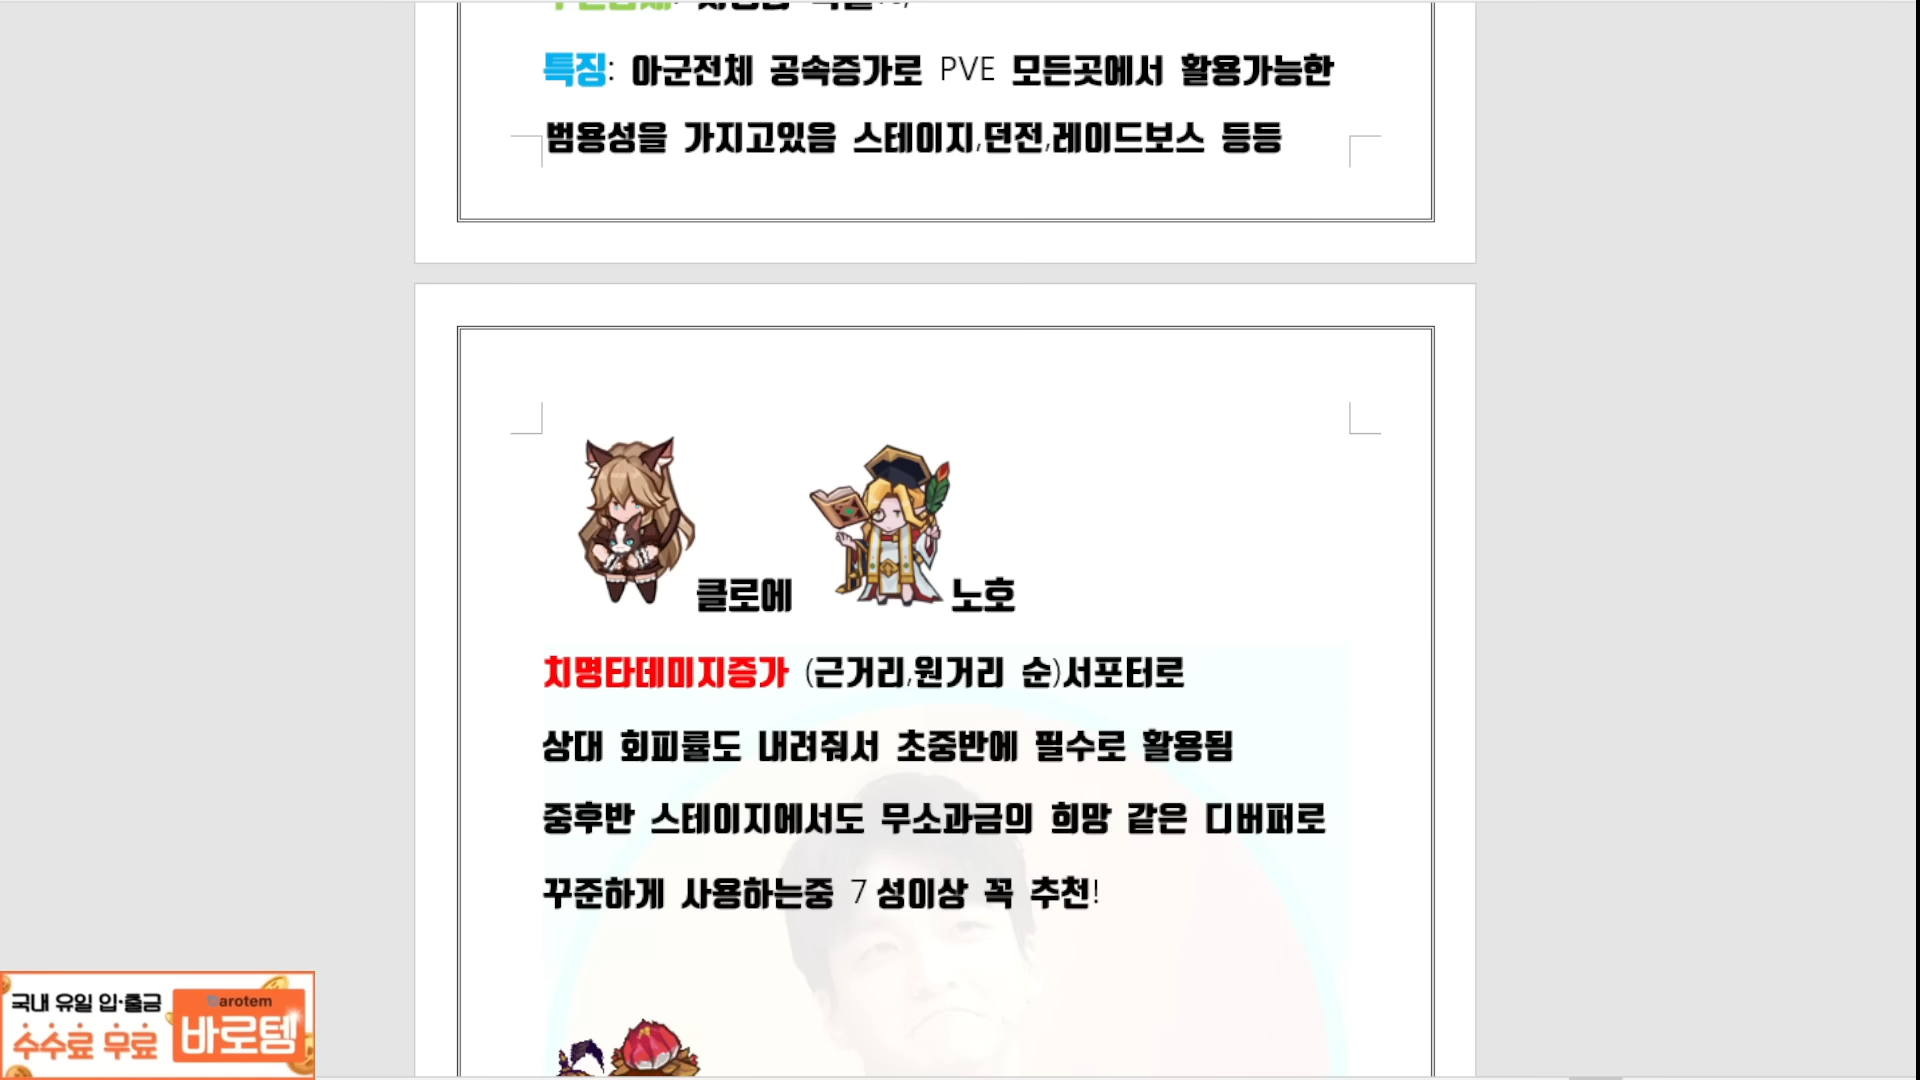 특징: 아군전체 공속증가로 PVE 모든곳에서 활용가능한
범용성을 가지고있음 스테이지,던전,레이드보스 등등
클로에 노호
치명타데미지증가 (근거리,원거리 순)서포터로
상대 회피률도 내려줘서 초중반에 필수로 활용됨
중후반 스테이지에서도 무소과금의 희망 같은 디버퍼로
꾸준하게 사용하는중 7성이상 꼭 추천!
국내 유일 입·출금
수수료 무료
Barotem
바로템